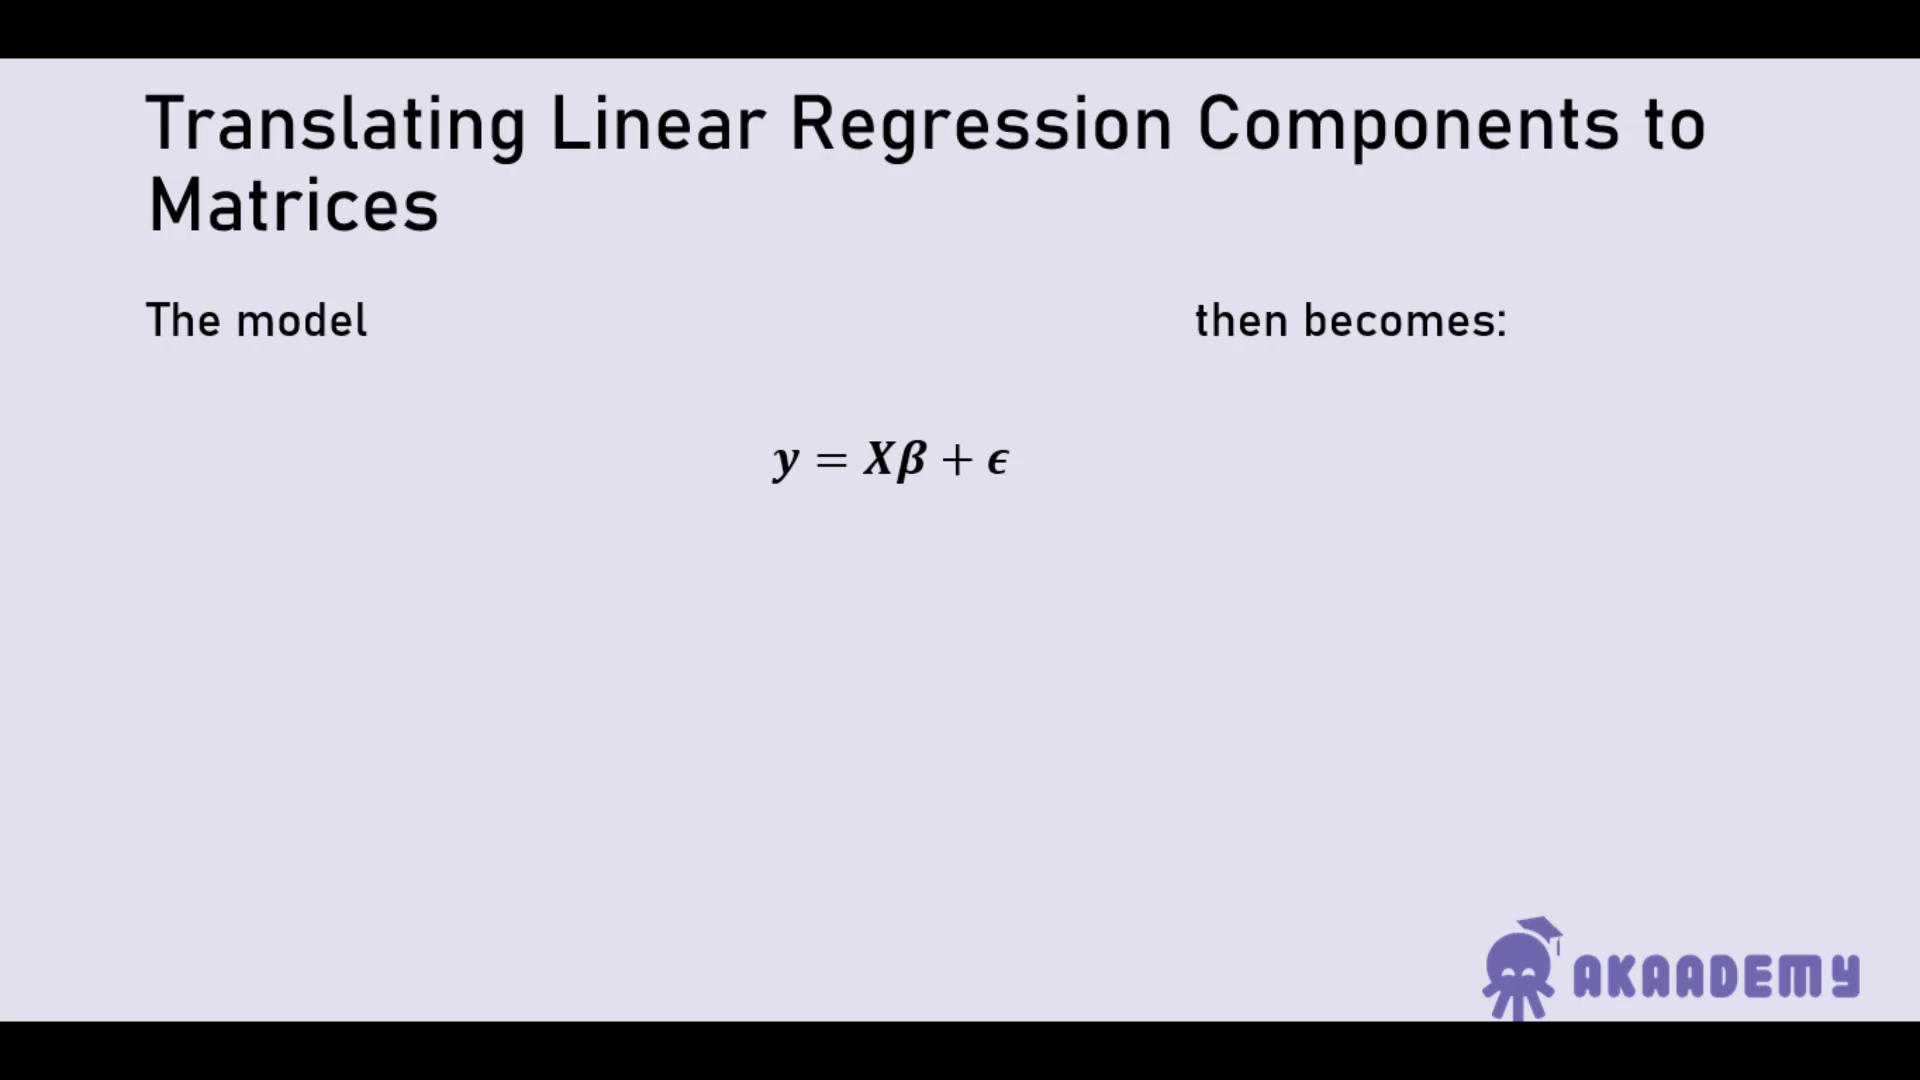 Translating Linear Regression Components to
Matrices
The model then becomes:
y = Xβ + ϵ
AKAADEMY